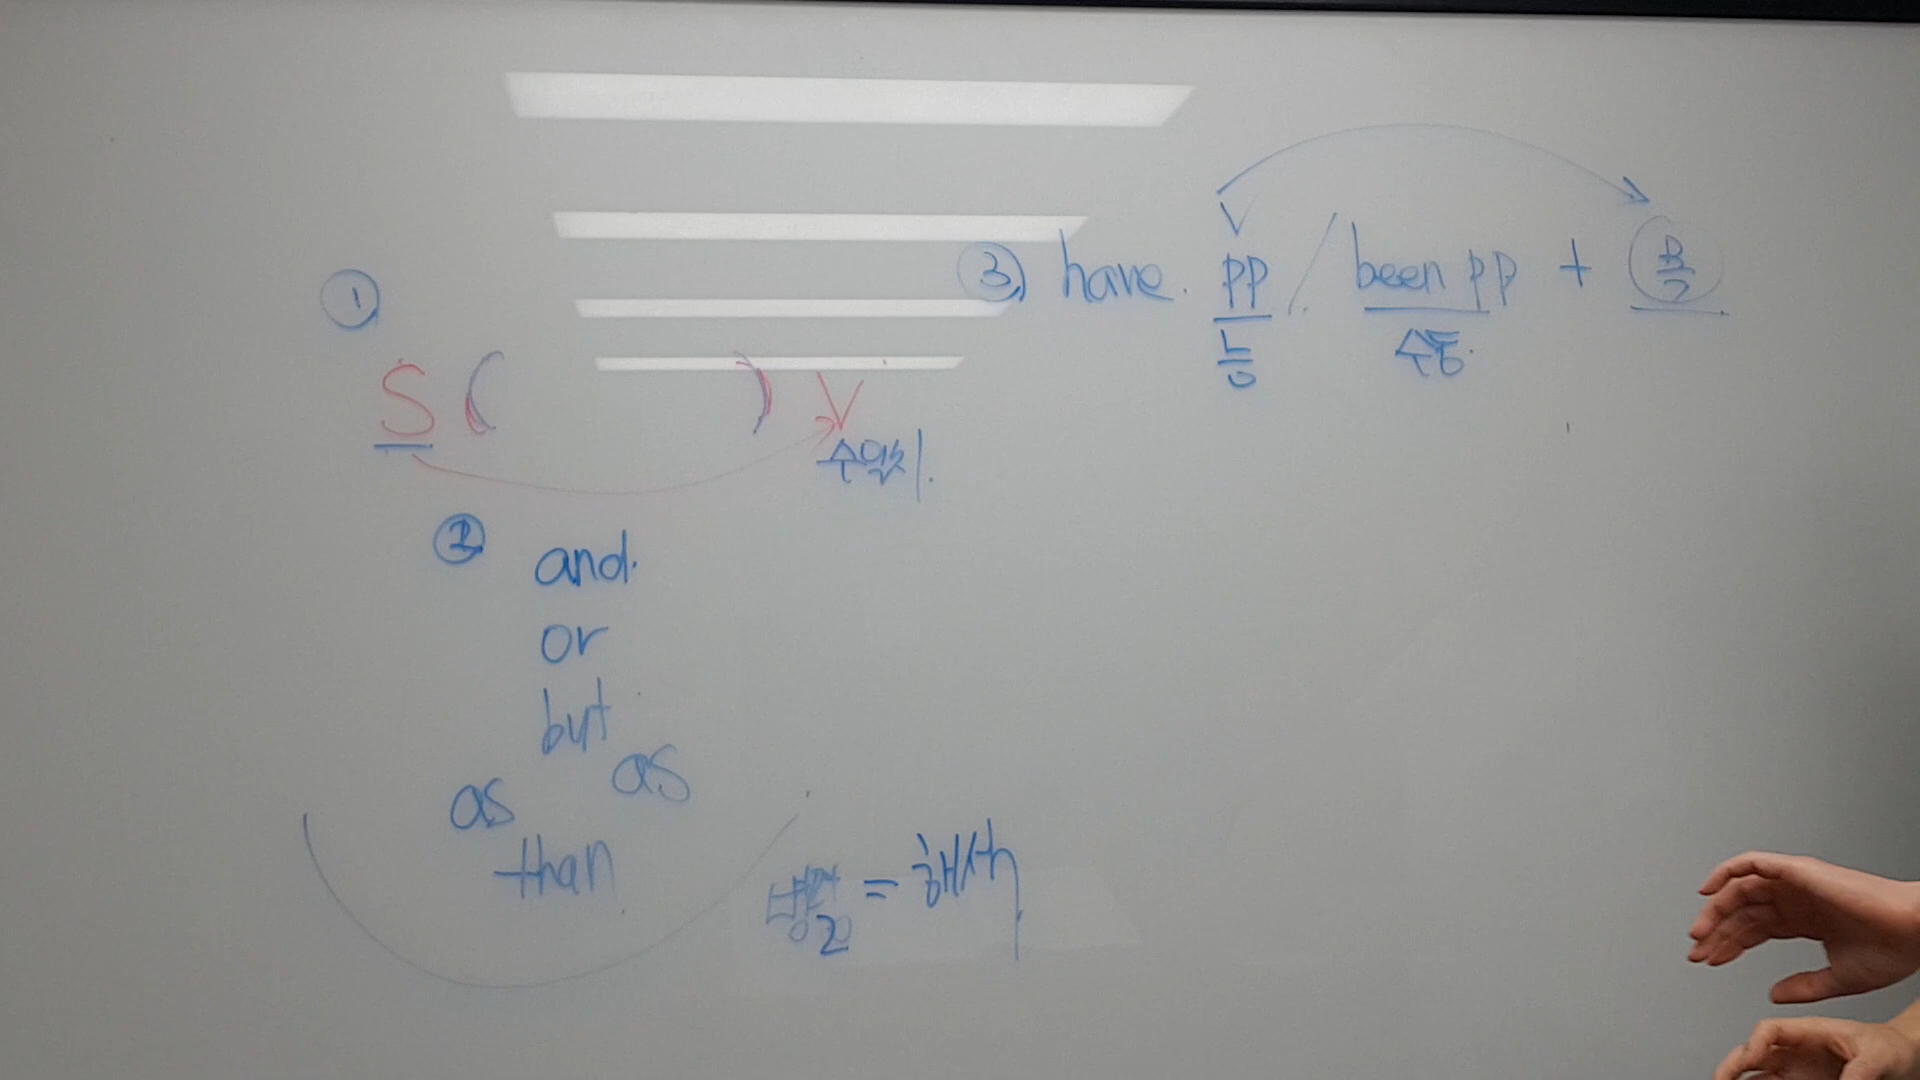 ①
S ( ) V
수일치.
②
and.
or
but
as as
than
병렬 = 해석
③ have. pp / been pp +
능 수동.